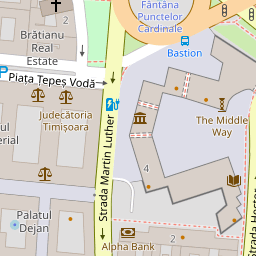 Fântâna
Punctelor
Cardinale
Brătianu
Real
Estate
Bastion
P
Piața Țepeș Vodă
Judecătoria
Timișoara
The Middle
Way
Strada Martin Luther
4
Palatul
Dejan
2
Alpha Bank